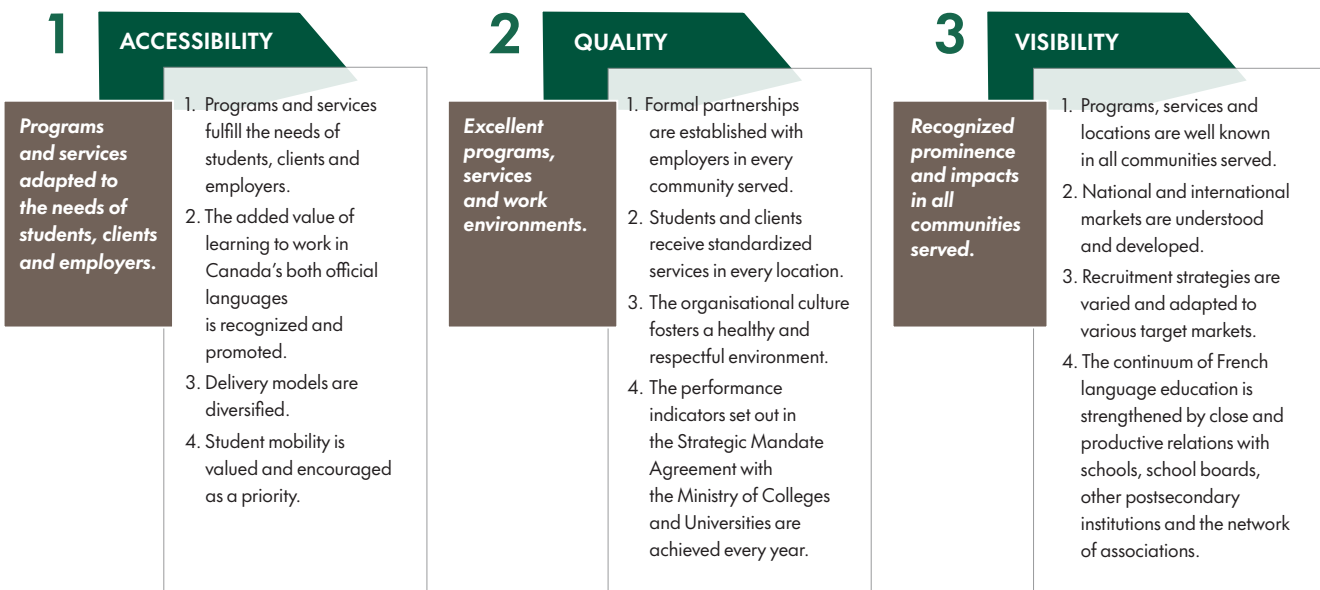 1
ACCESSIBILITY
Programs
and services
adapted to
the needs of
students, clients
and employers.
1. Programs and services
fulfill the needs of
students, clients and
employers.
2. The added value of
learning to work in
Canada's both official
languages
is recognized and
promoted.
3. Delivery models are
diversified.
4. Student mobility is
valued and encouraged
as a priority.
2
QUALITY
Excellent
programs,
services
and work
environments.
1. Formal partnerships
are established with
employers in every
community served.
2. Students and clients
receive standardized
services in every location.
3. The organisational culture
fosters a healthy and
respectful environment.
4. The performance
indicators set out in
the Strategic Mandate
Agreement with
the Ministry of Colleges
and Universities are
achieved every year.
3
VISIBILITY
Recognized
prominence
and impacts
in all
communities
served.
1. Programs, services and
locations are well known
in all communities served.
2. National and international
markets are understood
and developed.
3. Recruitment strategies are
varied and adapted to
various target markets.
4. The continuum of French
language education is
strengthened by close and
productive relations with
schools, school boards,
other postsecondary
institutions and the network
of associations.